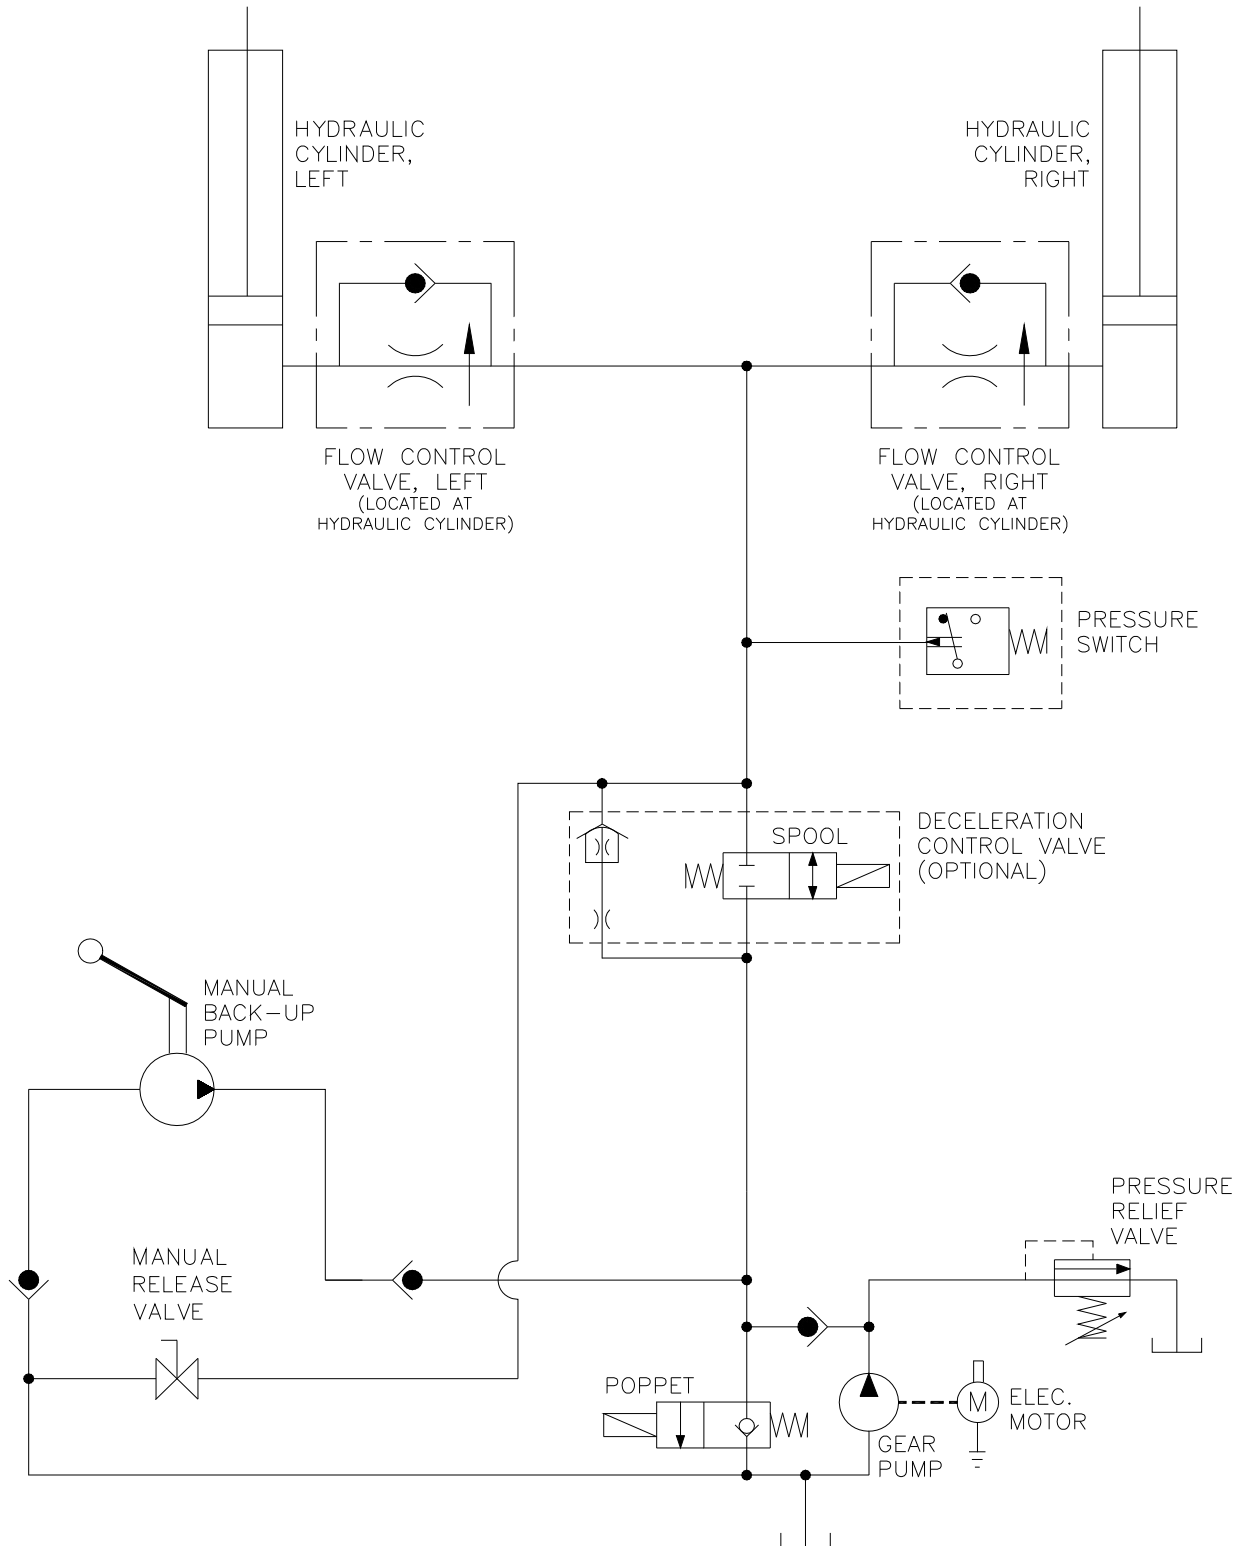 HYDRAULIC
CYLINDER,
LEFT
HYDRAULIC
CYLINDER,
RIGHT
FLOW CONTROL
VALVE, LEFT
(LOCATED AT
HYDRAULIC CYLINDER)
FLOW CONTROL
VALVE, RIGHT
(LOCATED AT
HYDRAULIC CYLINDER)
PRESSURE
SWITCH
SPOOL
DECELERATION
CONTROL VALVE
(OPTIONAL)
MANUAL
BACK-UP
PUMP
PRESSURE
RELIEF
VALVE
MANUAL
RELEASE
VALVE
POPPET
M
ELEC.
MOTOR
GEAR
PUMP